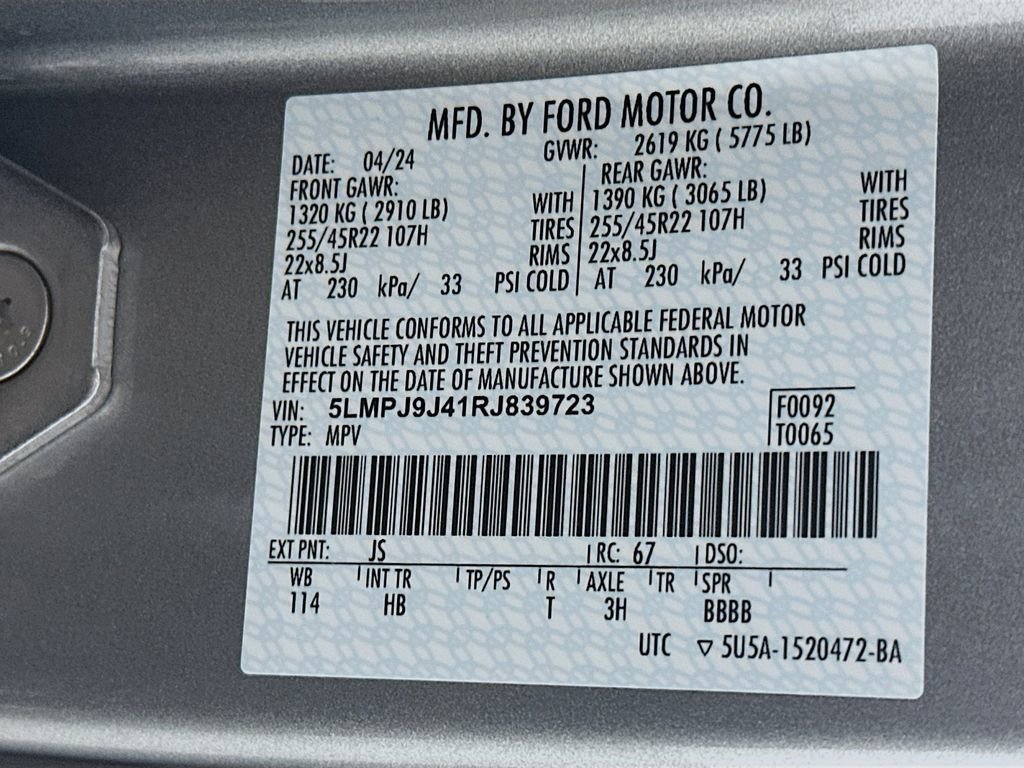 MFD. BY FORD MOTOR CO.
DATE: 04/24 GVWR: 2619 KG ( 5775 LB)
FRONT GAWR: REAR GAWR:
1320 KG ( 2910 LB) WITH 1390 KG ( 3065 LB) WITH
255/45R22 107H TIRES 255/45R22 107H TIRES
22x8.5J RIMS 22x8.5J RIMS
AT 230 kPa/ 33 PSI COLD AT 230 kPa/ 33 PSI COLD
THIS VEHICLE CONFORMS TO ALL APPLICABLE FEDERAL MOTOR
VEHICLE SAFETY AND THEFT PREVENTION STANDARDS IN
EFFECT ON THE DATE OF MANUFACTURE SHOWN ABOVE.
VIN: 5LMPJ9J41RJ839723 F0092
TYPE: MPV T0065
EXT PNT: JS RC: 67 DSO:
WB INT TR TP/PS R AXLE TR SPR
114 HB T 3H BBBB
UTC ▽ 5U5A-1520472-BA